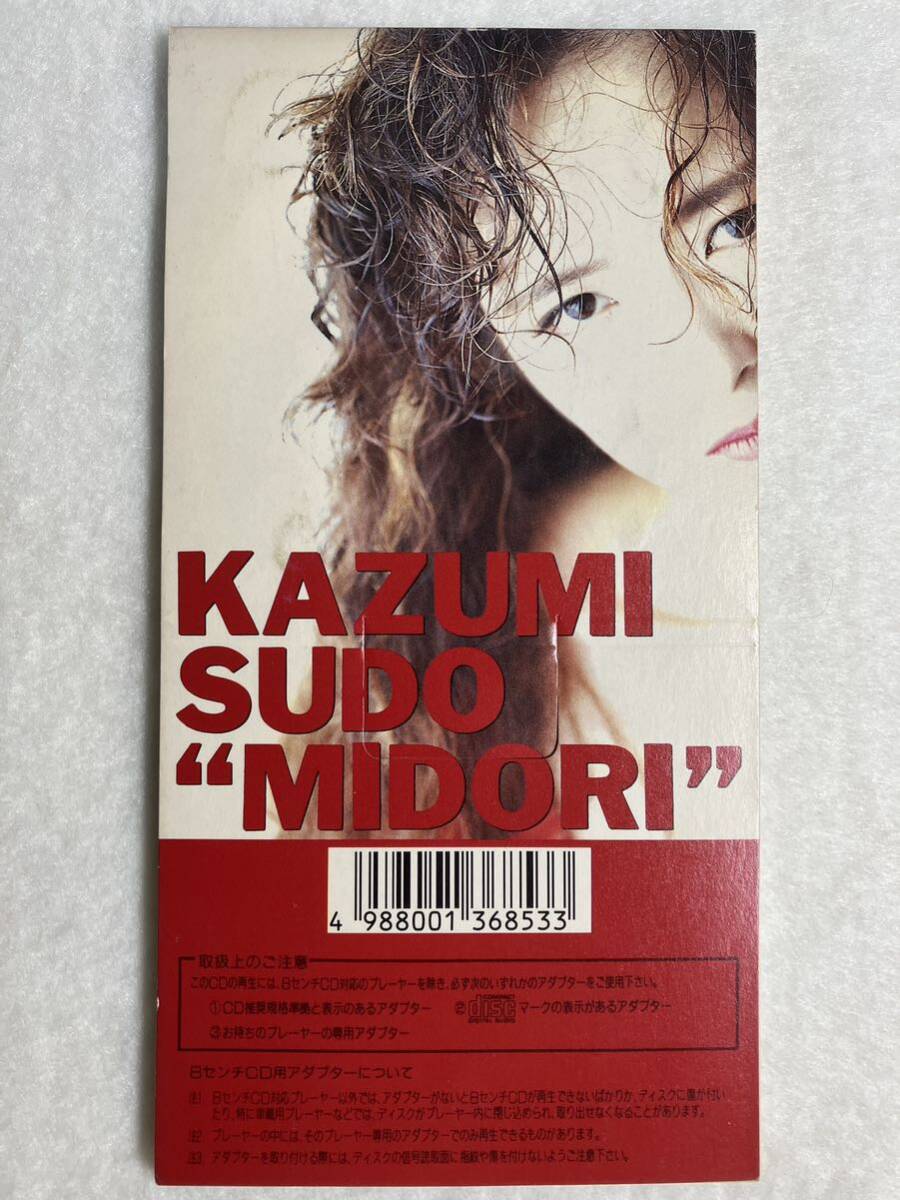 KAZUMI
SUDO
“MIDORI”
4 988001 368533
取扱上のご注意
このCDの再生には、8センチCD対応のプレーヤーを除き、必ず次のいずれかのアダプターをご使用下さい。
①CD推奨規格準拠と表示のあるアダプター ②COMPACT disc DIGITAL AUDIO マークの表示があるアダプター
③お持ちのプレーヤーの専用アダプター
8センチCD用アダプターについて
注1 8センチCD対応プレーヤー以外では、アダプターがないと8センチCDが再生できないばかりか、ディスクに傷が付い
たり、特に車載用プレーヤーなどでは、ディスクがプレーヤー内に閉じ込められ、取り出せなくなることがあります。
注2 プレーヤーの中には、そのプレーヤー専用のアダプターでのみ再生できるものがあります。
注3 アダプターを取り付ける際には、ディスクの信号読取面に指紋や傷を付けないようご注意下さい。